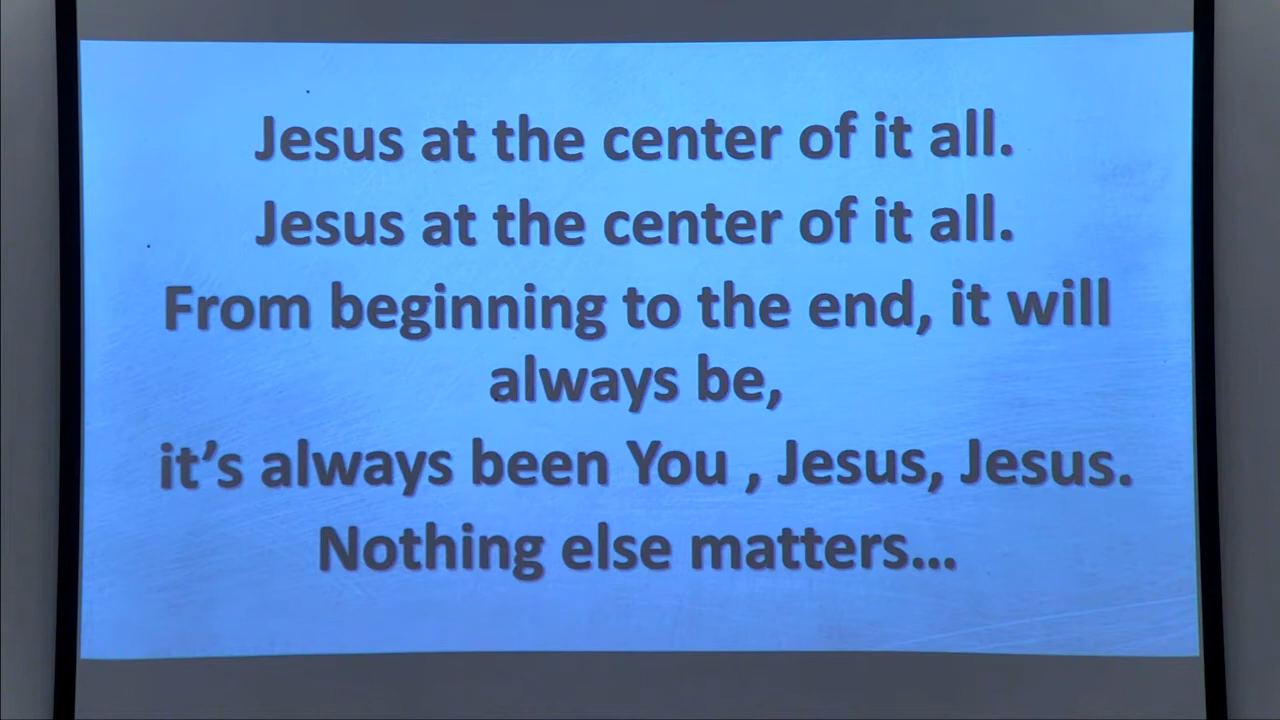 Jesus at the center of it all.
Jesus at the center of it all.
From beginning to the end, it will
always be,
it’s always been You , Jesus, Jesus.
Nothing else matters...